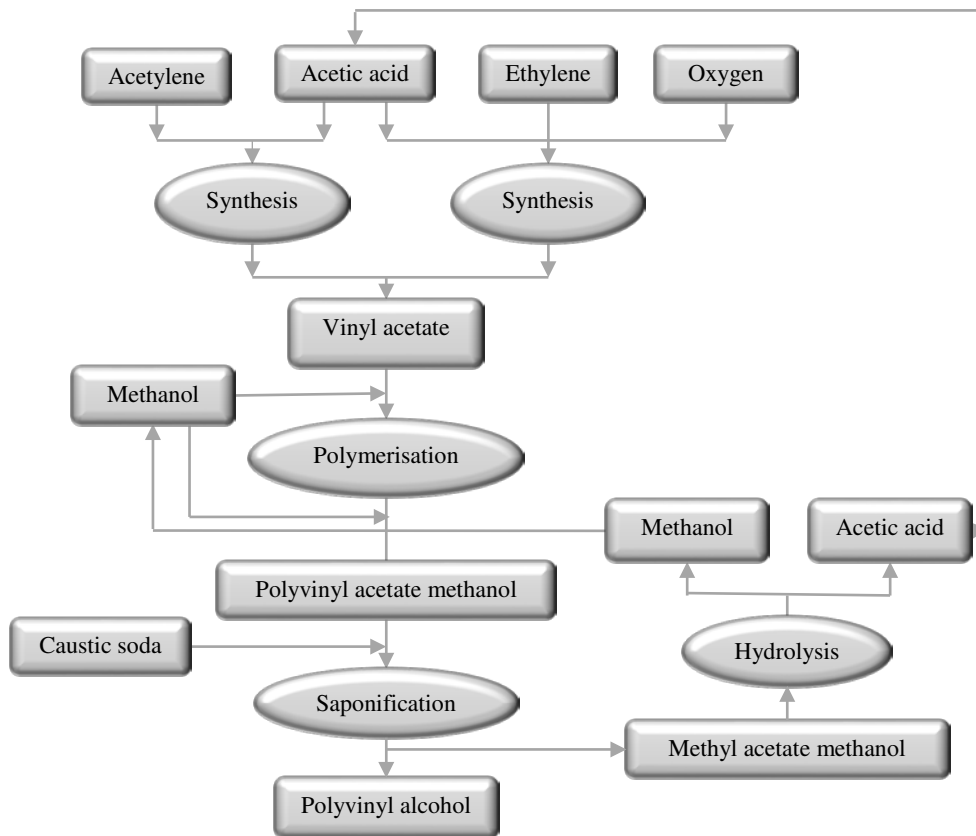 Acetylene
Acetic acid
Ethylene
Oxygen
Synthesis
Synthesis
Vinyl acetate
Methanol
Polymerisation
Methanol
Acetic acid
Polyvinyl acetate methanol
Caustic soda
Hydrolysis
Saponification
Methyl acetate methanol
Polyvinyl alcohol